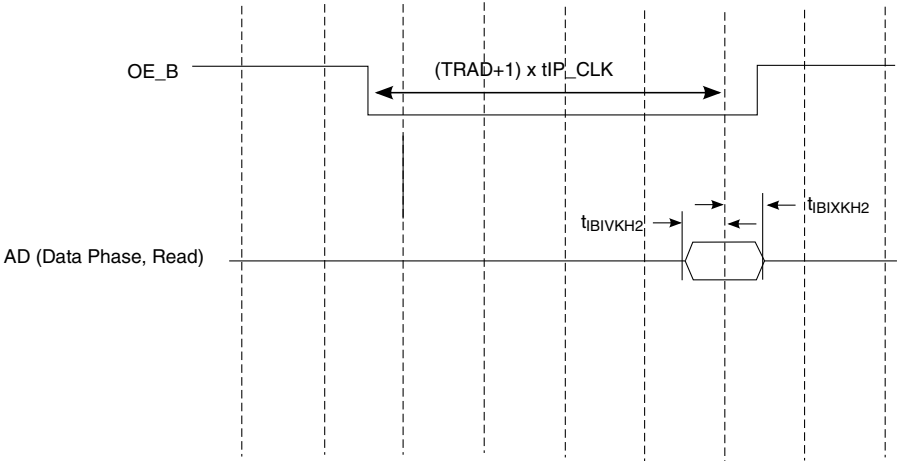 OE_B
(TRAD+1) x tIP_CLK
tIBIVKH2
tIBIXKH2
AD (Data Phase, Read)